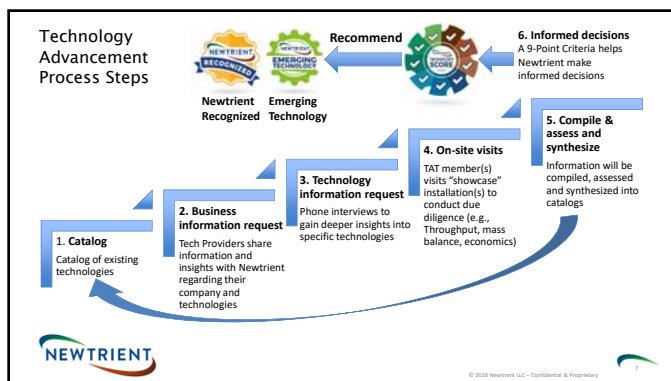 Technology
Advancement
Process Steps
NEWTRIENT
RECOGNIZED
Newtrient
Recognized
NEWTRIENT
EMERGING
TECHNOLOGY
Emerging
Technology
Recommend
TECHNOLOGY
SCORE
6. Informed decisions
A 9-Point Criteria helps
Newtrient make
informed decisions
1. Catalog
Catalog of existing
technologies
2. Business
information request
Tech Providers share
information and
insights with Newtrient
regarding their
company and
technologies
3. Technology
information request
Phone interviews to
gain deeper insights into
specific technologies
4. On-site visits
TAT member(s)
visits “showcase”
installation(s) to
conduct due
diligence (e.g.,
Throughput, mass
balance, economics)
5. Compile &
assess and
synthesize
Information will be
compiled, assessed
and synthesized into
catalogs
NEWTRIENT
© 2018 Newtrient LLC – Confidential & Proprietary
7